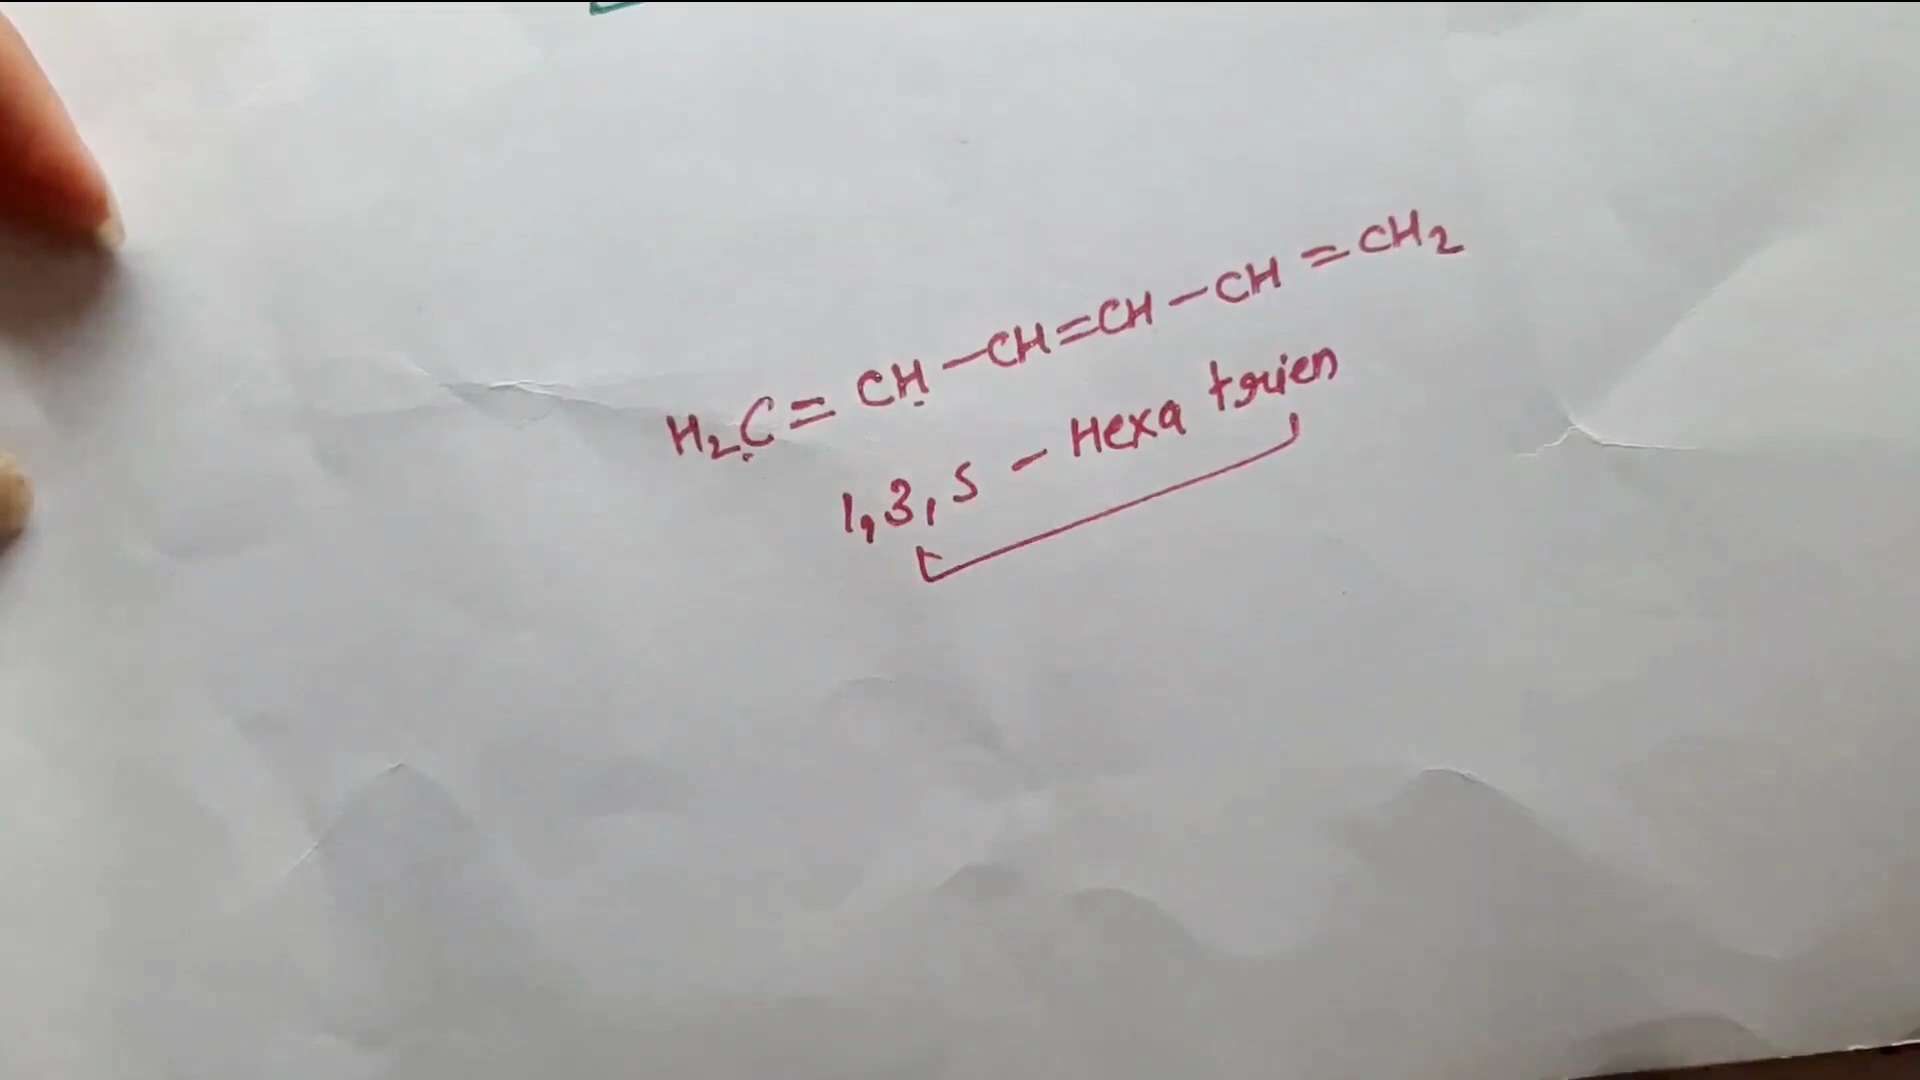 H₂C = CH – CH = CH – CH = CH₂
1,3,5 – Hexa trien